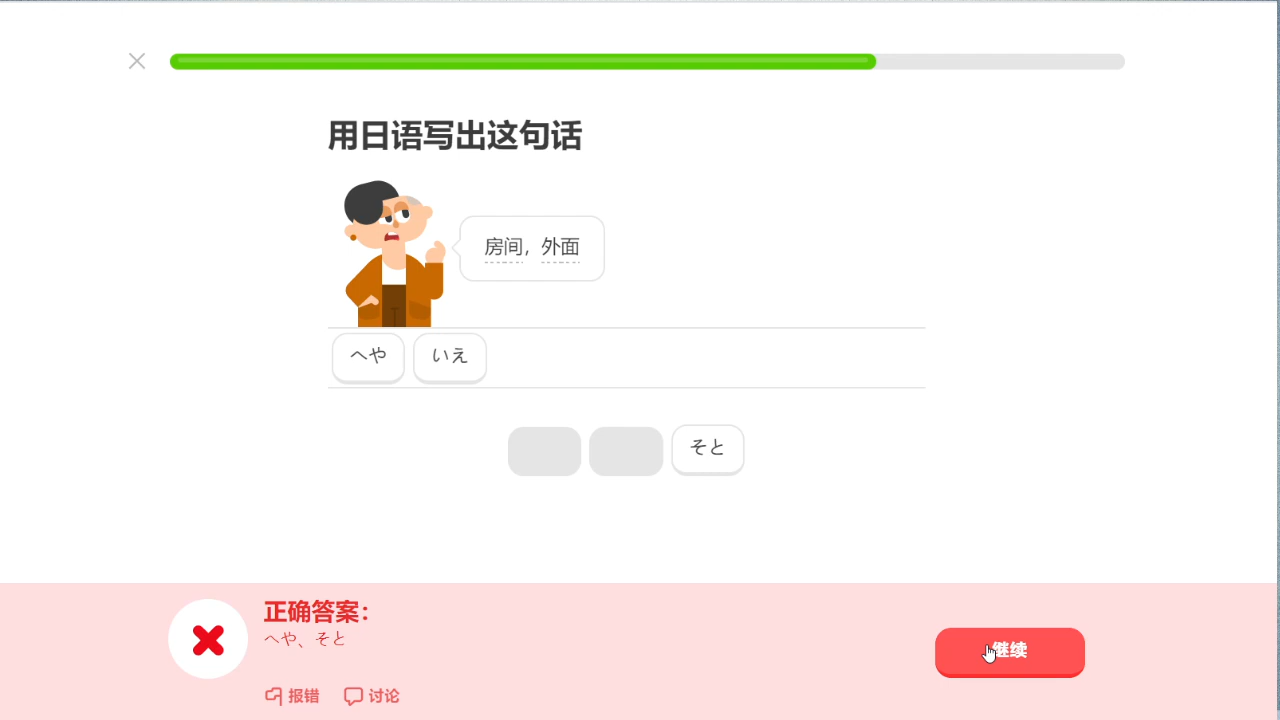 用日语写出这句话
房间，外面
へや いえ
そと
正确答案：
へや、そと
继续
报错 讨论